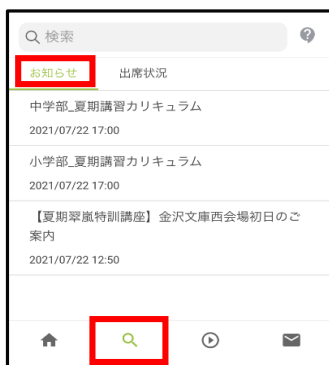 検索
お知らせ 出席状況
中学部_夏期講習カリキュラム
2021/07/22 17:00
小学部_夏期講習カリキュラム
2021/07/22 17:00
【夏期翠嵐特訓講座】金沢文庫西会場初日のご
案内
2021/07/22 12:50